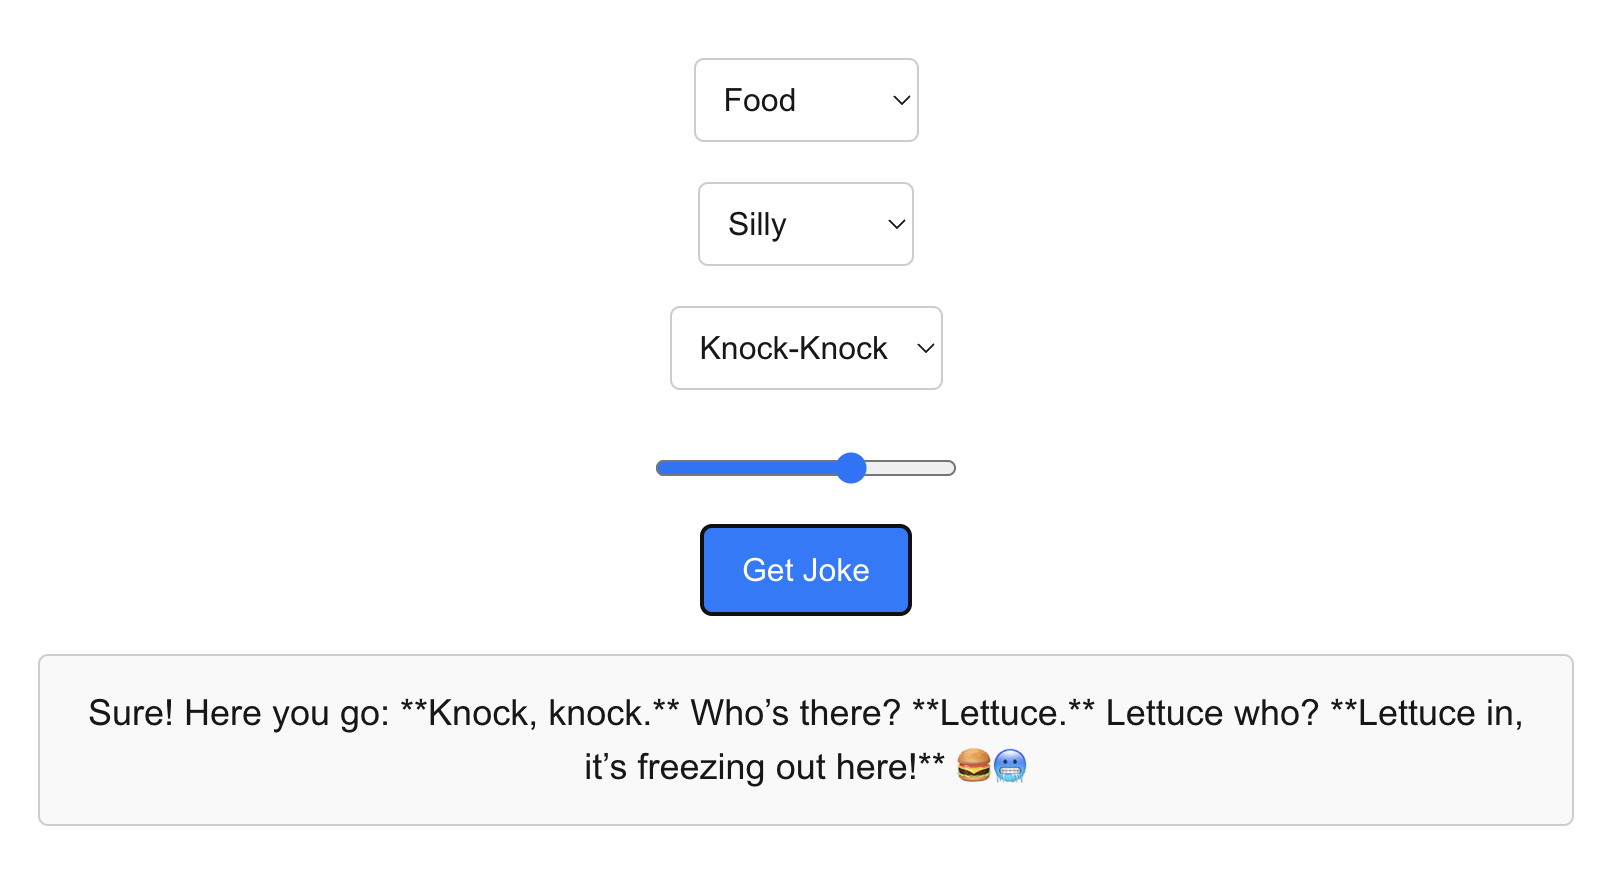 Food
Silly
Knock-Knock
Get Joke
Sure! Here you go: **Knock, knock.** Who’s there? **Lettuce.** Lettuce who? **Lettuce in,
it’s freezing out here!** 🍔🥶